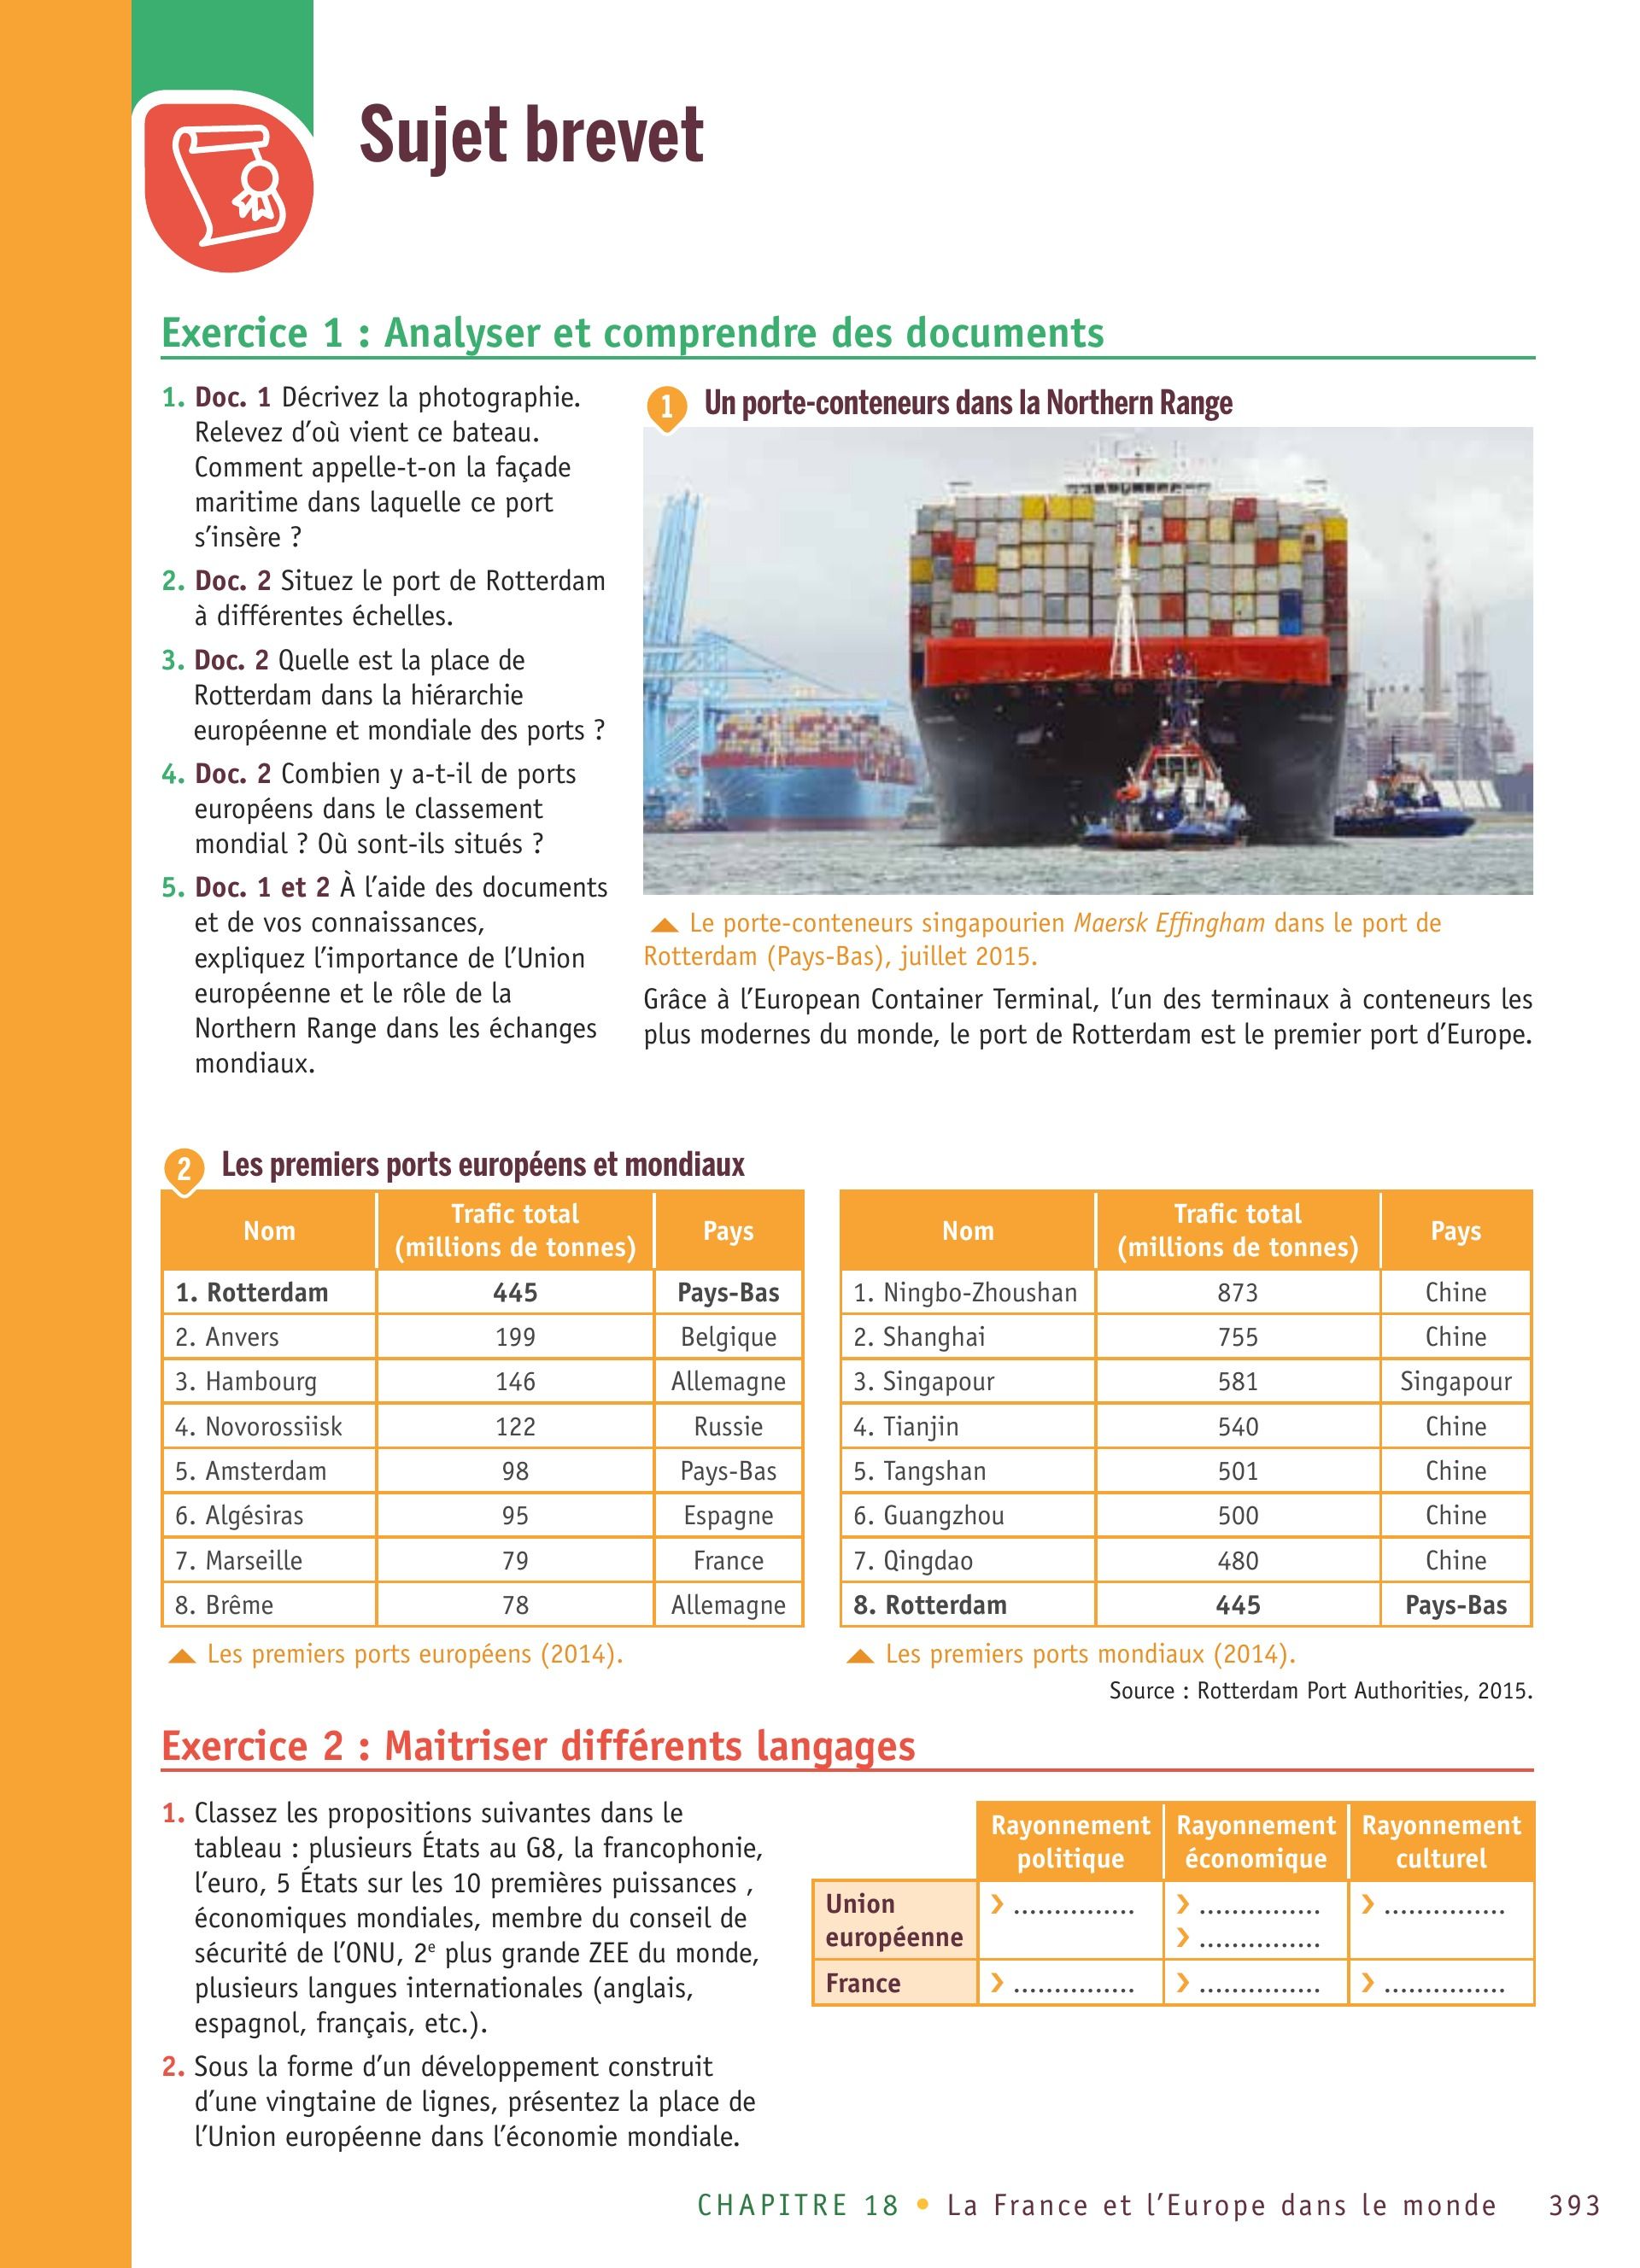 Sujet brevet
Exercice 1 : Analyser et comprendre des documents
1. Doc. 1 Décrivez la photographie.
Relevez d’où vient ce bateau.
Comment appelle-t-on la façade
maritime dans laquelle ce port
s’insère ?
2. Doc. 2 Situez le port de Rotterdam
à différentes échelles.
3. Doc. 2 Quelle est la place de
Rotterdam dans la hiérarchie
européenne et mondiale des ports ?
4. Doc. 2 Combien y a-t-il de ports
européens dans le classement
mondial ? Où sont-ils situés ?
5. Doc. 1 et 2 À l’aide des documents
et de vos connaissances,
expliquez l’importance de l’Union
européenne et le rôle de la
Northern Range dans les échanges
mondiaux.
1 Un porte-conteneurs dans la Northern Range
Le porte-conteneurs singapourien Maersk Effingham dans le port de
Rotterdam (Pays-Bas), juillet 2015.
Grâce à l’European Container Terminal, l’un des terminaux à conteneurs les
plus modernes du monde, le port de Rotterdam est le premier port d’Europe.
2 Les premiers ports européens et mondiaux
Nom Trafic total (millions de tonnes) Pays
1. Rotterdam 445 Pays-Bas
2. Anvers 199 Belgique
3. Hambourg 146 Allemagne
4. Novorossiisk 122 Russie
5. Amsterdam 98 Pays-Bas
6. Algésiras 95 Espagne
7. Marseille 79 France
8. Brême 78 Allemagne
Les premiers ports européens (2014).
Nom Trafic total (millions de tonnes) Pays
1. Ningbo-Zhoushan 873 Chine
2. Shanghai 755 Chine
3. Singapour 581 Singapour
4. Tianjin 540 Chine
5. Tangshan 501 Chine
6. Guangzhou 500 Chine
7. Qingdao 480 Chine
8. Rotterdam 445 Pays-Bas
Les premiers ports mondiaux (2014).
Source : Rotterdam Port Authorities, 2015.
Exercice 2 : Maitriser différents langages
1. Classez les propositions suivantes dans le
tableau : plusieurs États au G8, la francophonie,
l’euro, 5 États sur les 10 premières puissances ,
économiques mondiales, membre du conseil de
sécurité de l’ONU, 2e plus grande ZEE du monde,
plusieurs langues internationales (anglais,
espagnol, français, etc.).
2. Sous la forme d’un développement construit
d’une vingtaine de lignes, présentez la place de
l’Union européenne dans l’économie mondiale.
Rayonnement politique Rayonnement économique Rayonnement culturel
Union européenne › ............... › ............... › ...............
› ...............
France › ............... › ............... › ...............
CHAPITRE 18 • La France et l’Europe dans le monde 393